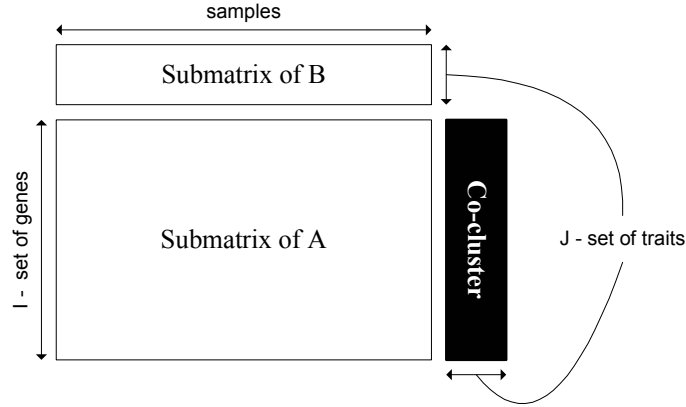 samples
Submatrix of B
I - set of genes
Submatrix of A
Co-cluster
J - set of traits